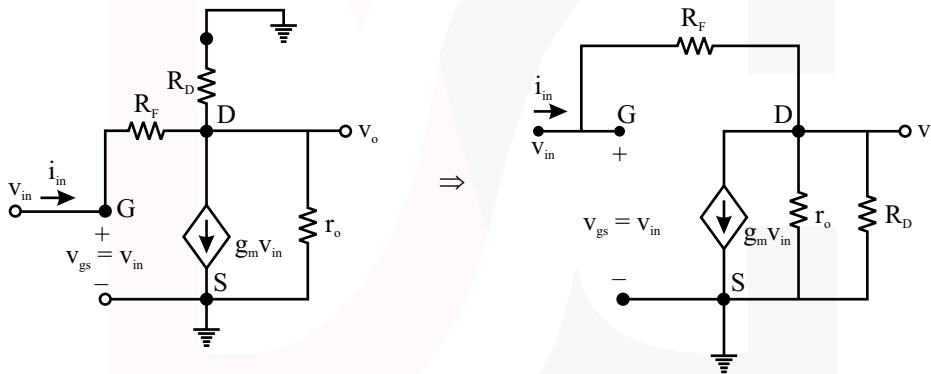 R_D
R_F
D
v_o
i_in
v_in
G
+
v_gs = v_in
–
g_m v_in
r_o
S
⇒
R_F
i_in
G
D
v
v_in
+
v_gs = v_in
g_m v_in
r_o
R_D
–
S